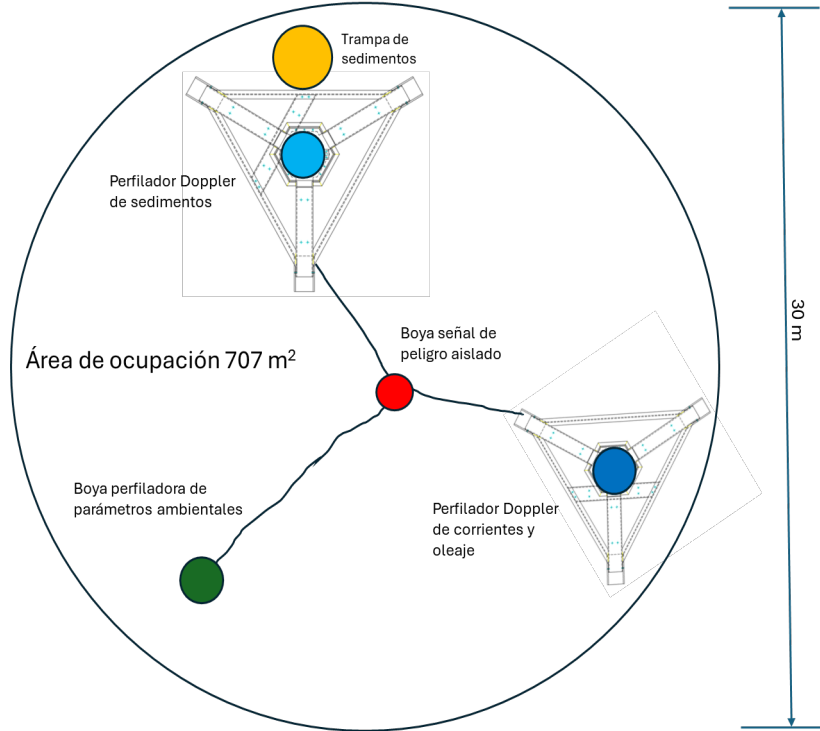 Trampa de
sedimentos
Perfilador Doppler
de sedimentos
Boya señal de
peligro aislado
30 m
Área de ocupación 707 m²
Boya perfiladora de
parámetros ambientales
Perfilador Doppler
de corrientes y
oleaje